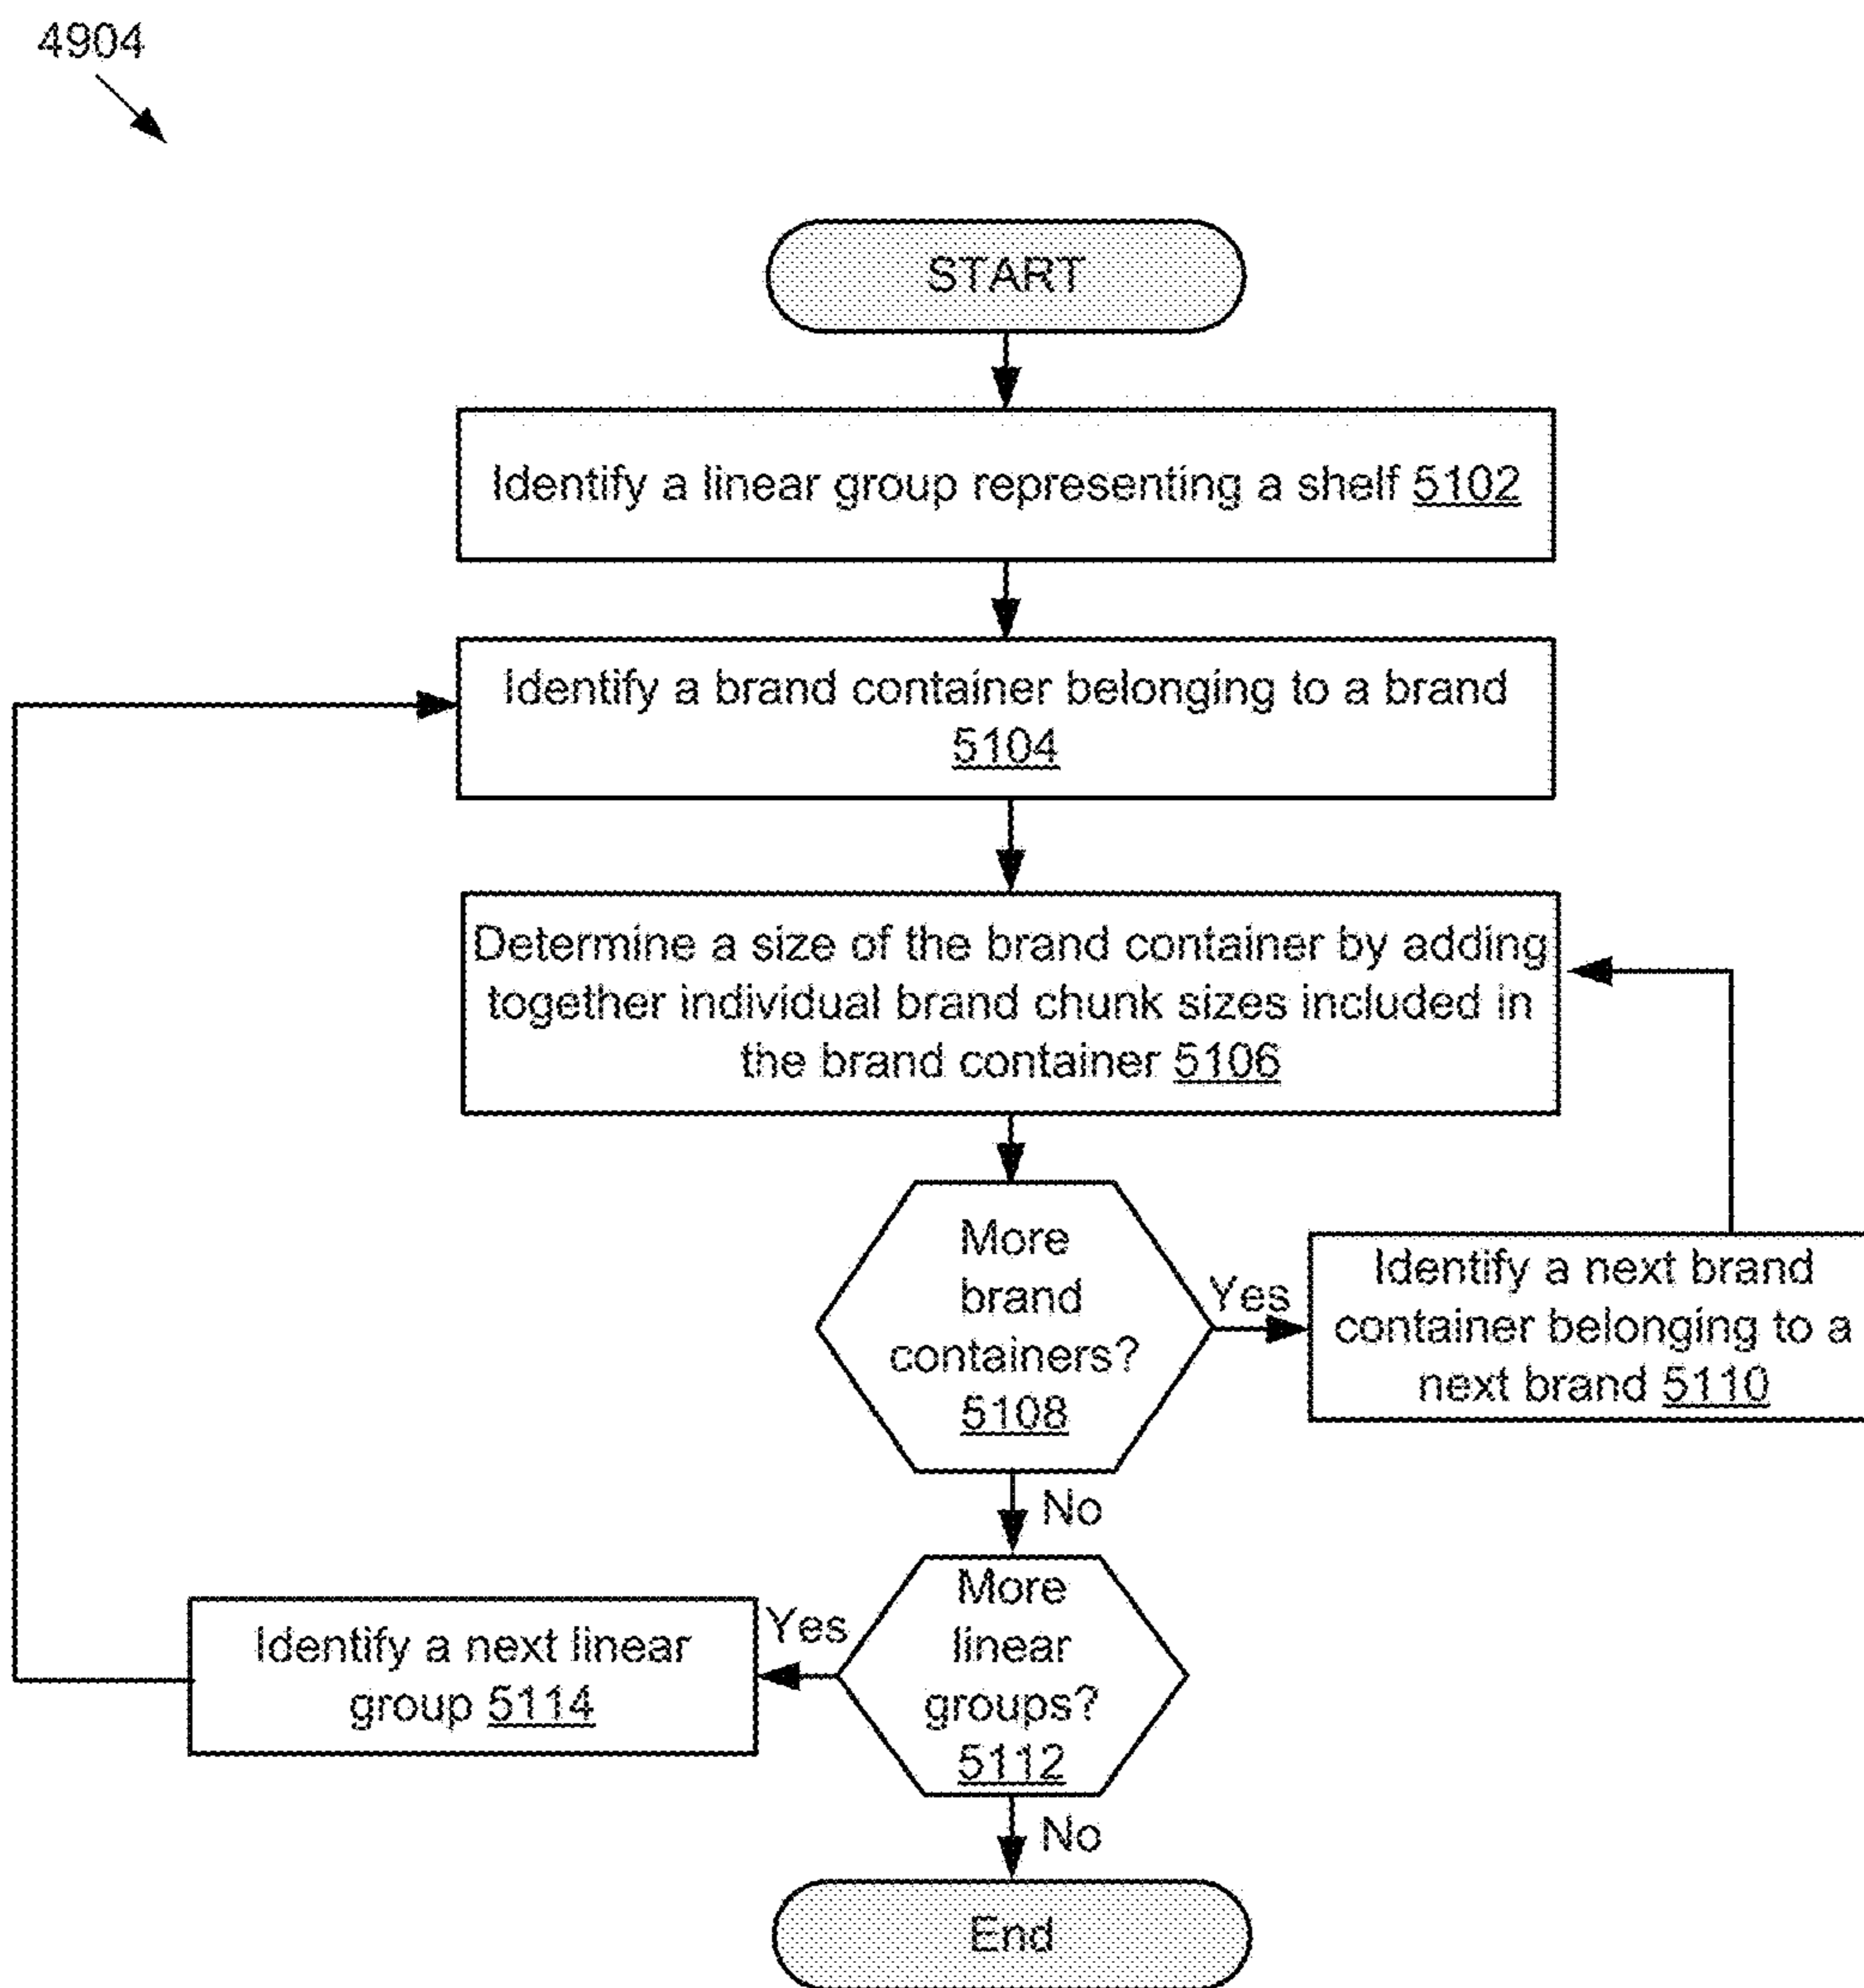 4904
START
Identify a linear group representing a shelf 5102
Identify a brand container belonging to a brand
5104
Determine a size of the brand container by adding
together individual brand chunk sizes included in
the brand container 5106
More
brand
containers?
5108
Yes
Identify a next brand
container belonging to a
next brand 5110
No
More
linear
groups?
5112
Yes
Identify a next linear
group 5114
No
End